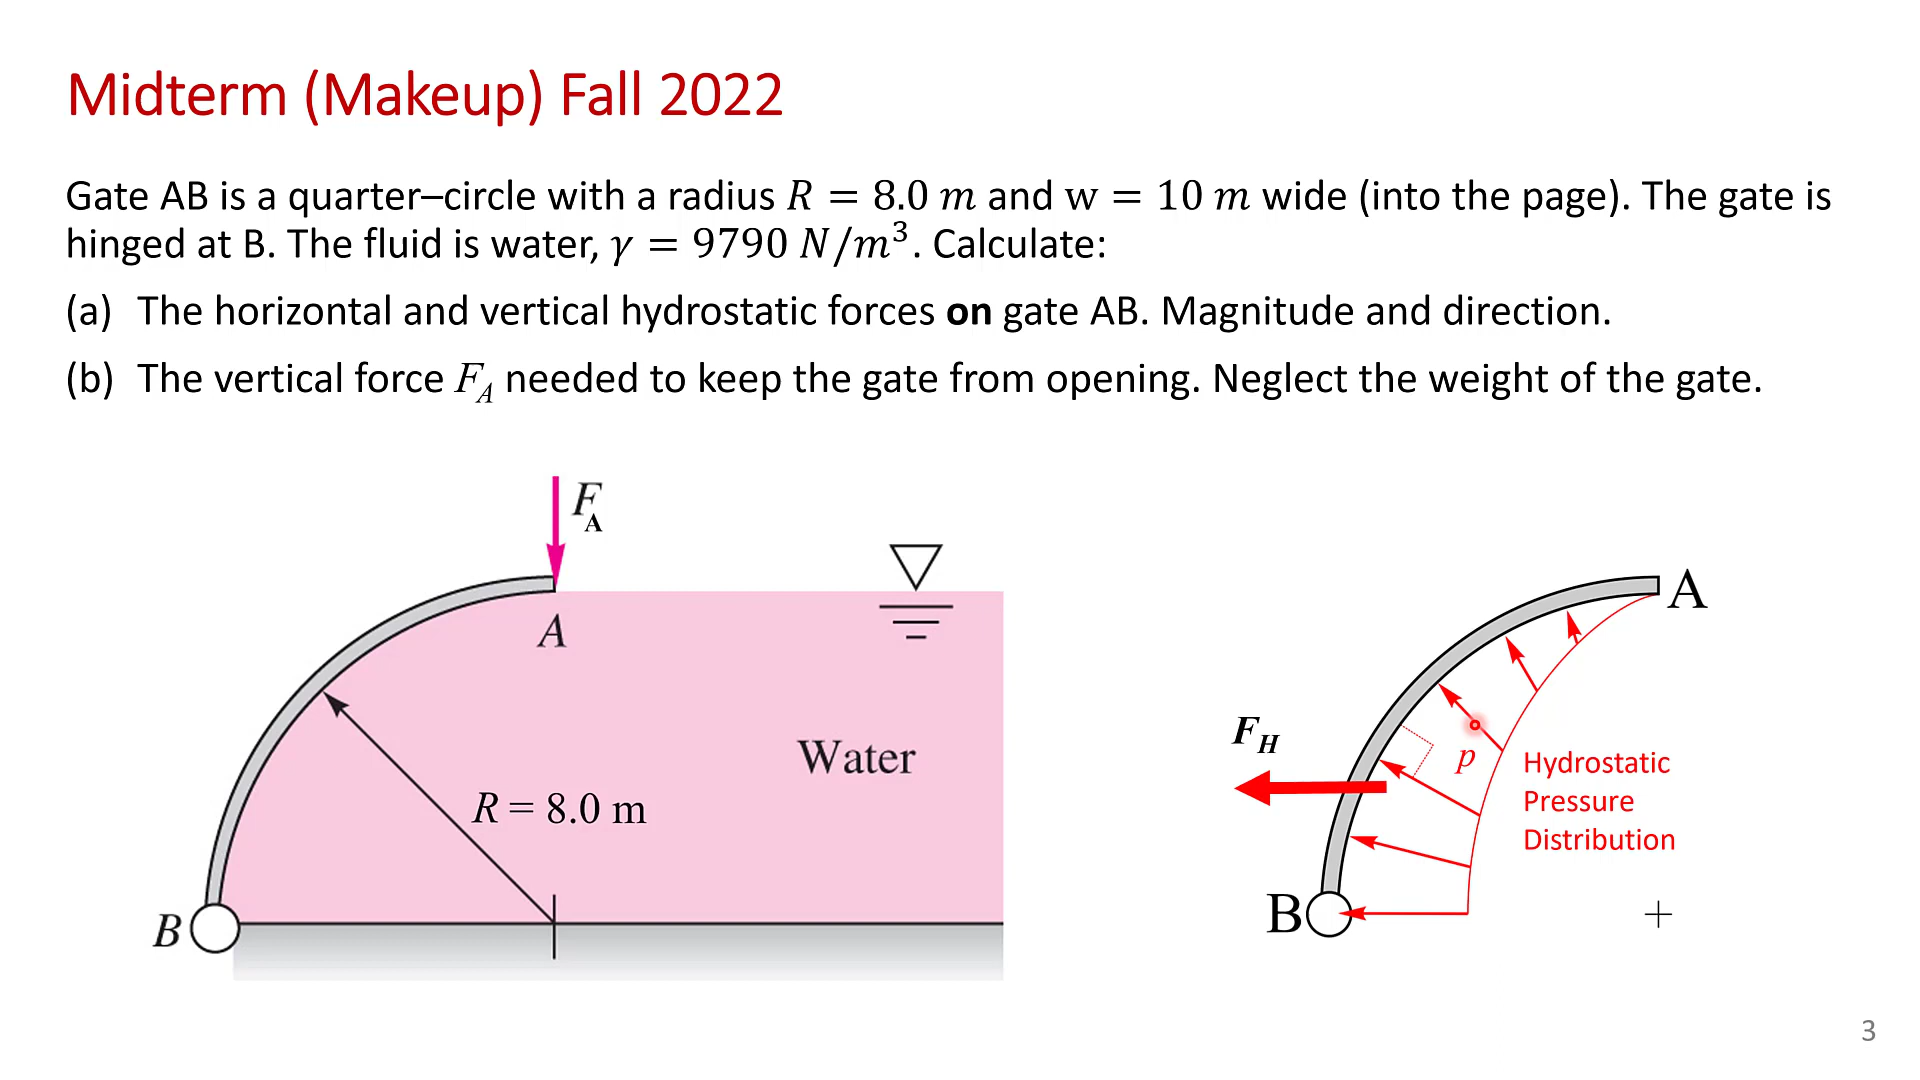 Midterm (Makeup) Fall 2022
Gate AB is a quarter–circle with a radius R = 8.0 m and w = 10 m wide (into the page). The gate is
hinged at B. The fluid is water, γ = 9790 N/m³. Calculate:
(a) The horizontal and vertical hydrostatic forces on gate AB. Magnitude and direction.
(b) The vertical force F_A needed to keep the gate from opening. Neglect the weight of the gate.
F_A
A
Water
R = 8.0 m
B
A
F_H
p
Hydrostatic
Pressure
Distribution
B
+
3